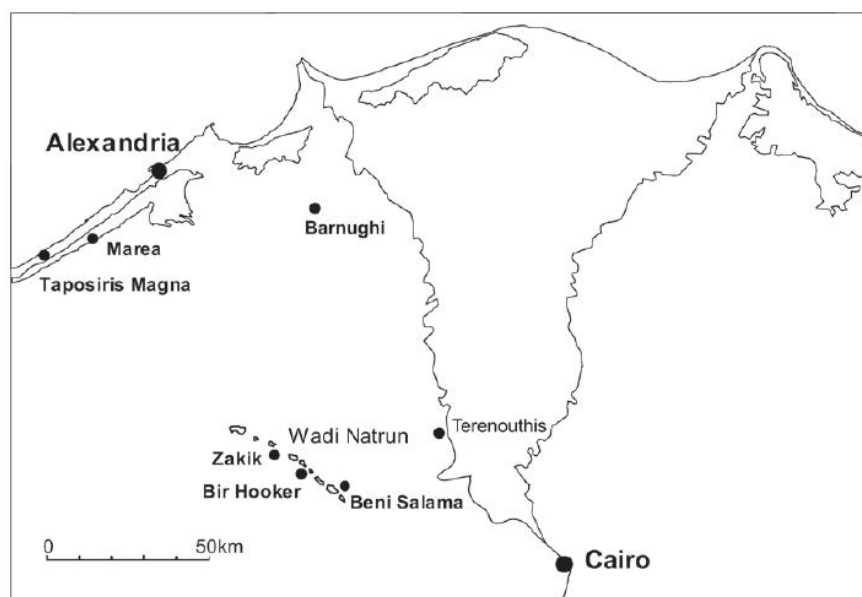 Alexandria
Barnughi
Marea
Taposiris Magna
Terenouthis
Wadi Natrun
Zakik
Bir Hooker
Beni Salama
0 50km
Cairo